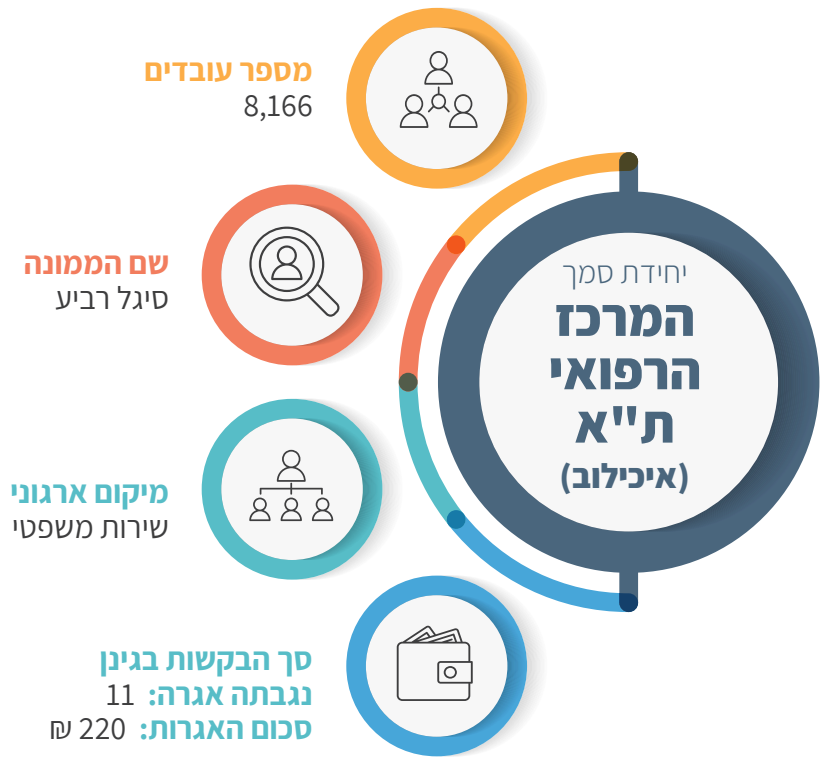 יחידת סמך
המרכז
הרפואי
ת"א
(איכילוב)
מספר עובדים
8,166
שם הממונה
סיגל רביע
מיקום ארגוני
שירות משפטי
סך הבקשות בגינן
נגבתה אגרה: 11
סכום האגרות: 220 ₪